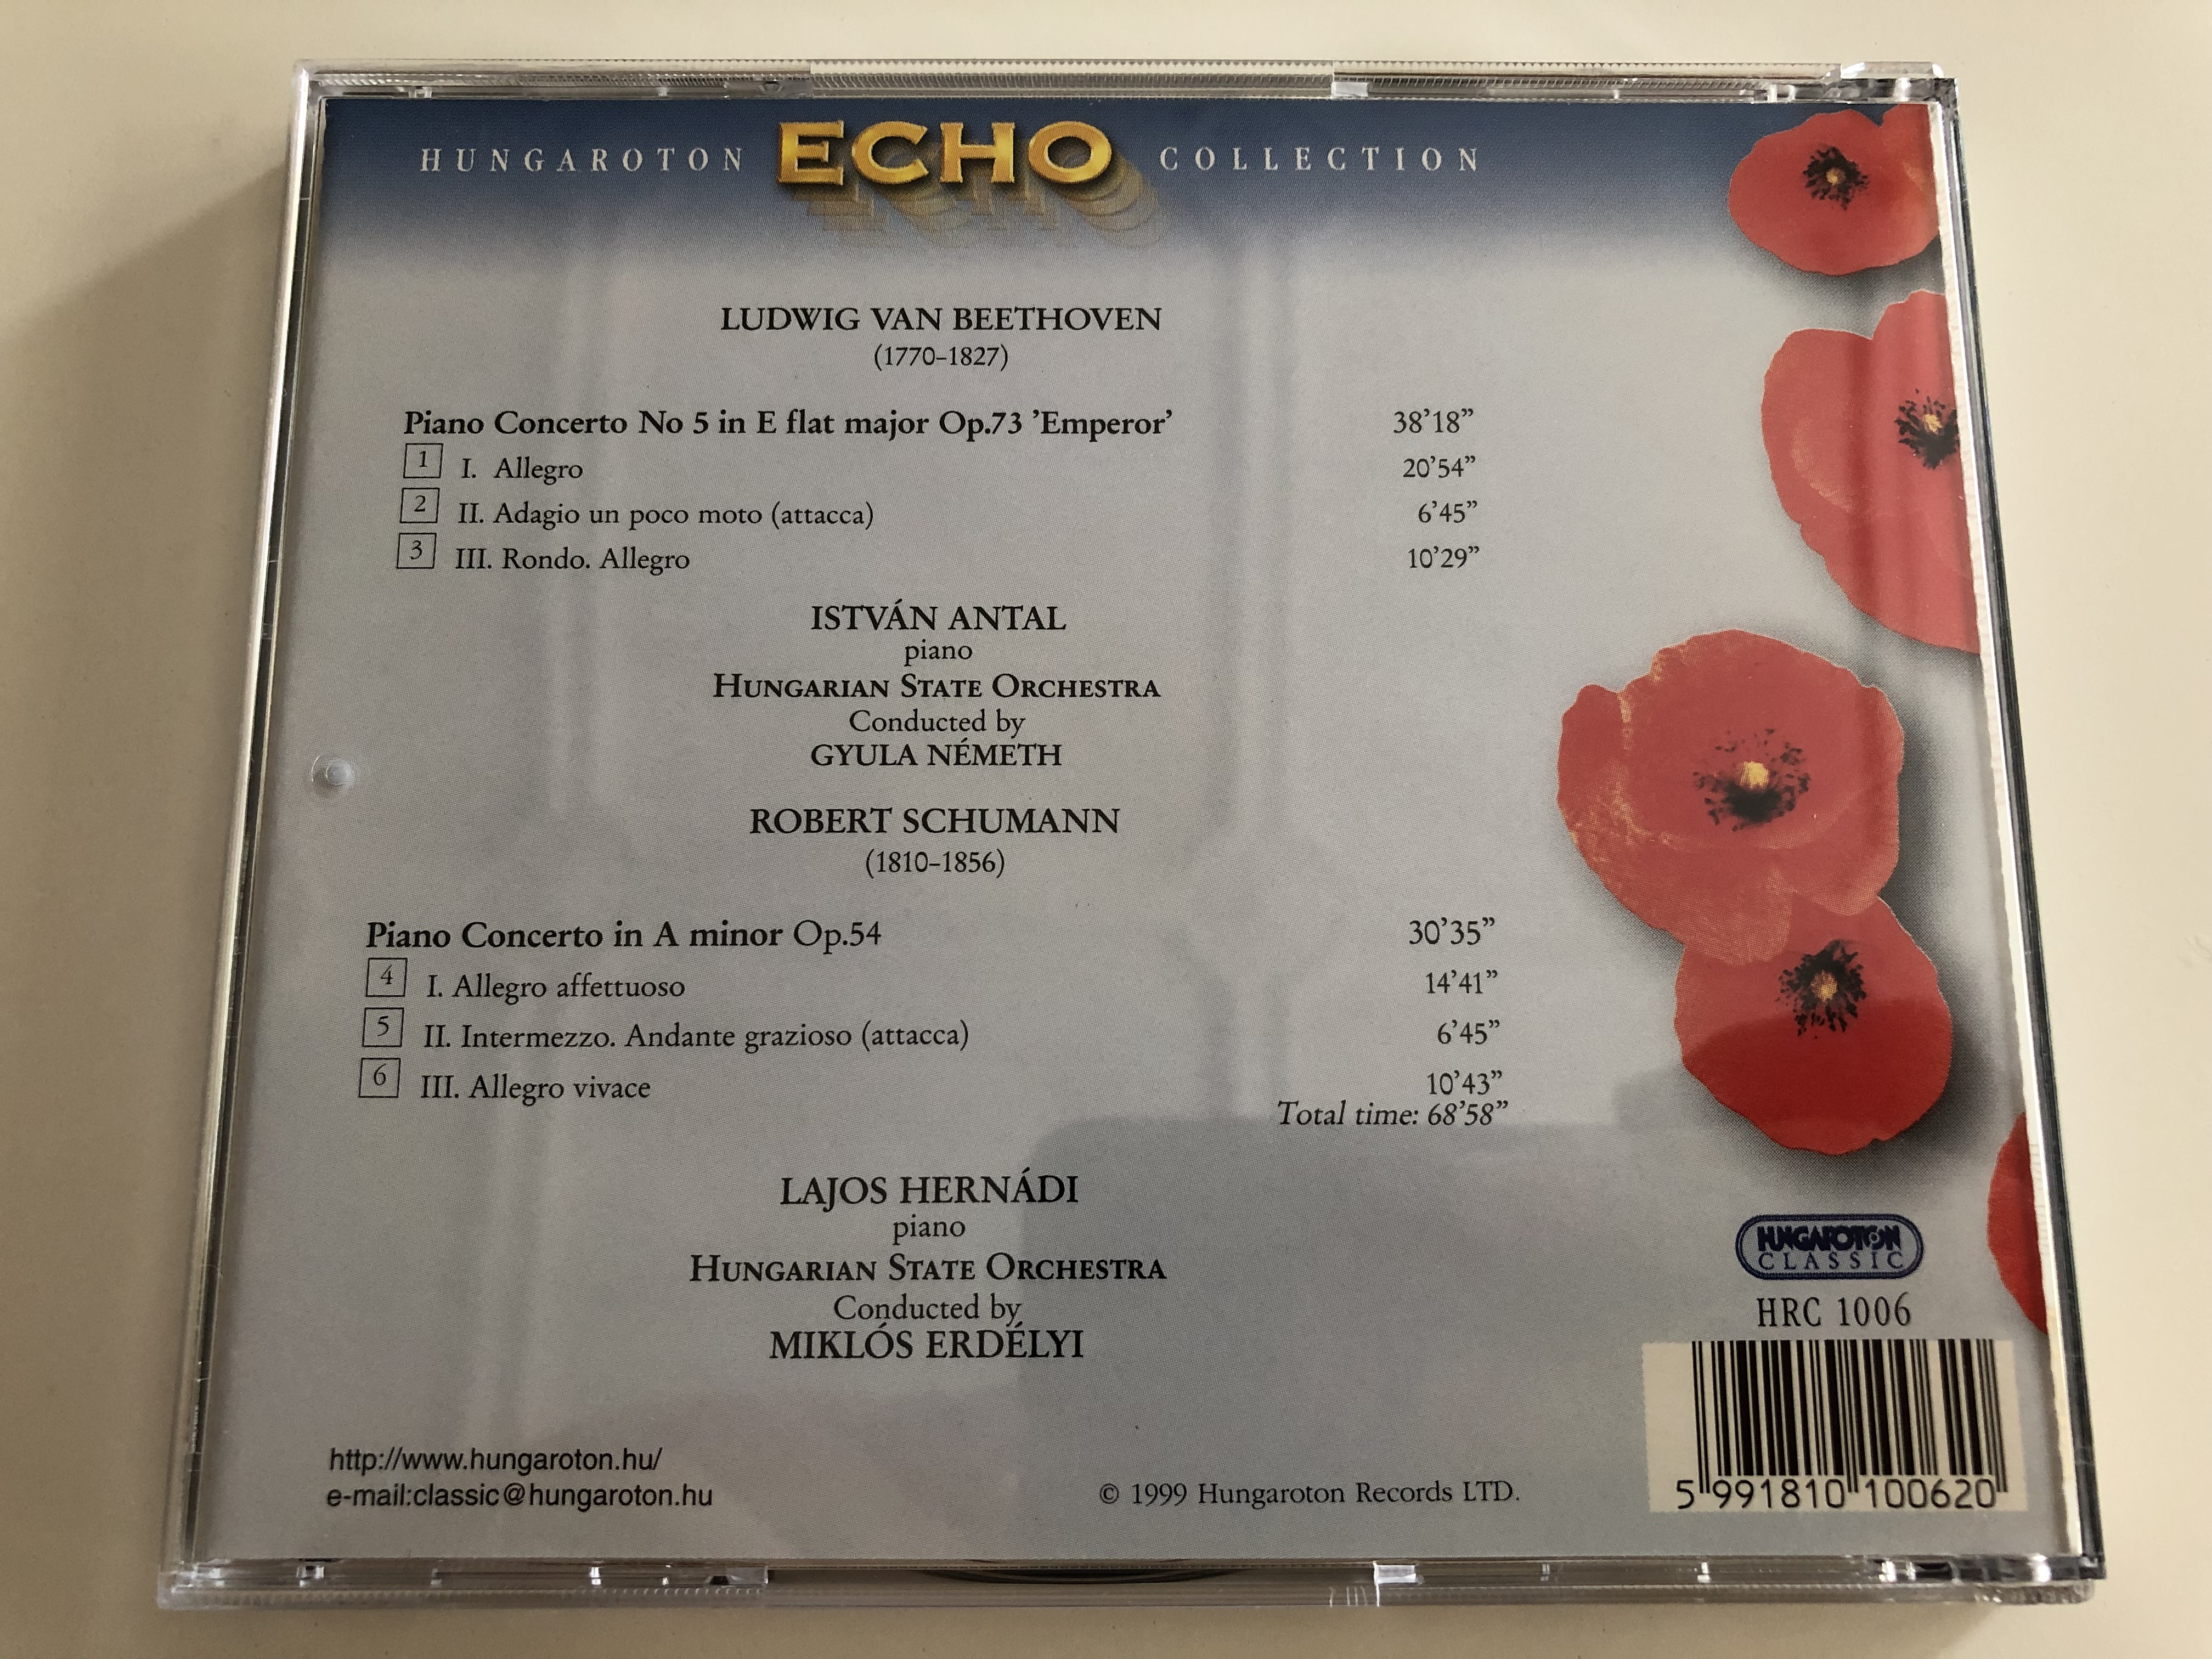 HUNGAROTON ECHO COLLECTION
LUDWIG VAN BEETHOVEN
(1770–1827)
Piano Concerto No 5 in E flat major Op.73 ’Emperor’ 38’18”
1 I. Allegro 20’54”
2 II. Adagio un poco moto (attacca) 6’45”
3 III. Rondo. Allegro 10’29”
ISTVÁN ANTAL
piano
HUNGARIAN STATE ORCHESTRA
Conducted by
GYULA NÉMETH
ROBERT SCHUMANN
(1810–1856)
Piano Concerto in A minor Op.54 30’35”
4 I. Allegro affettuoso 14’41”
5 II. Intermezzo. Andante grazioso (attacca) 6’45”
6 III. Allegro vivace 10’43”
Total time: 68’58”
LAJOS HERNÁDI
piano
HUNGARIAN STATE ORCHESTRA
Conducted by
MIKLÓS ERDÉLYI
HUNGAROTON
CLASSIC
HRC 1006
5 991810 100620
http://www.hungaroton.hu/
e-mail:classic@hungaroton.hu
© 1999 Hungaroton Records LTD.